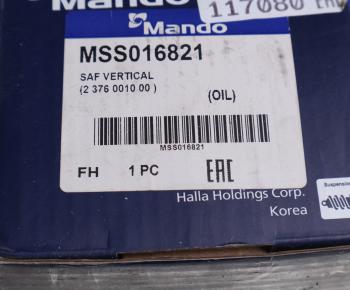 Mando
117080
Mando
MSS016821
SAF VERTICAL
(2 376 0010 00 )
(OIL)
MSS016821
FH 1 PC EAC
Halla Holdings Corp.
Korea
Suspension